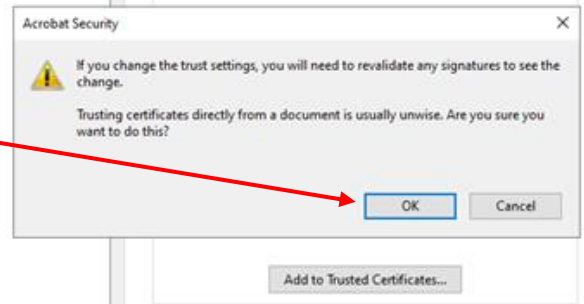 Acrobat Security
If you change the trust settings, you will need to revalidate any signatures to see the
change.
Trusting certificates directly from a document is usually unwise. Are you sure you
want to do this?
OK
Cancel
Add to Trusted Certificates...